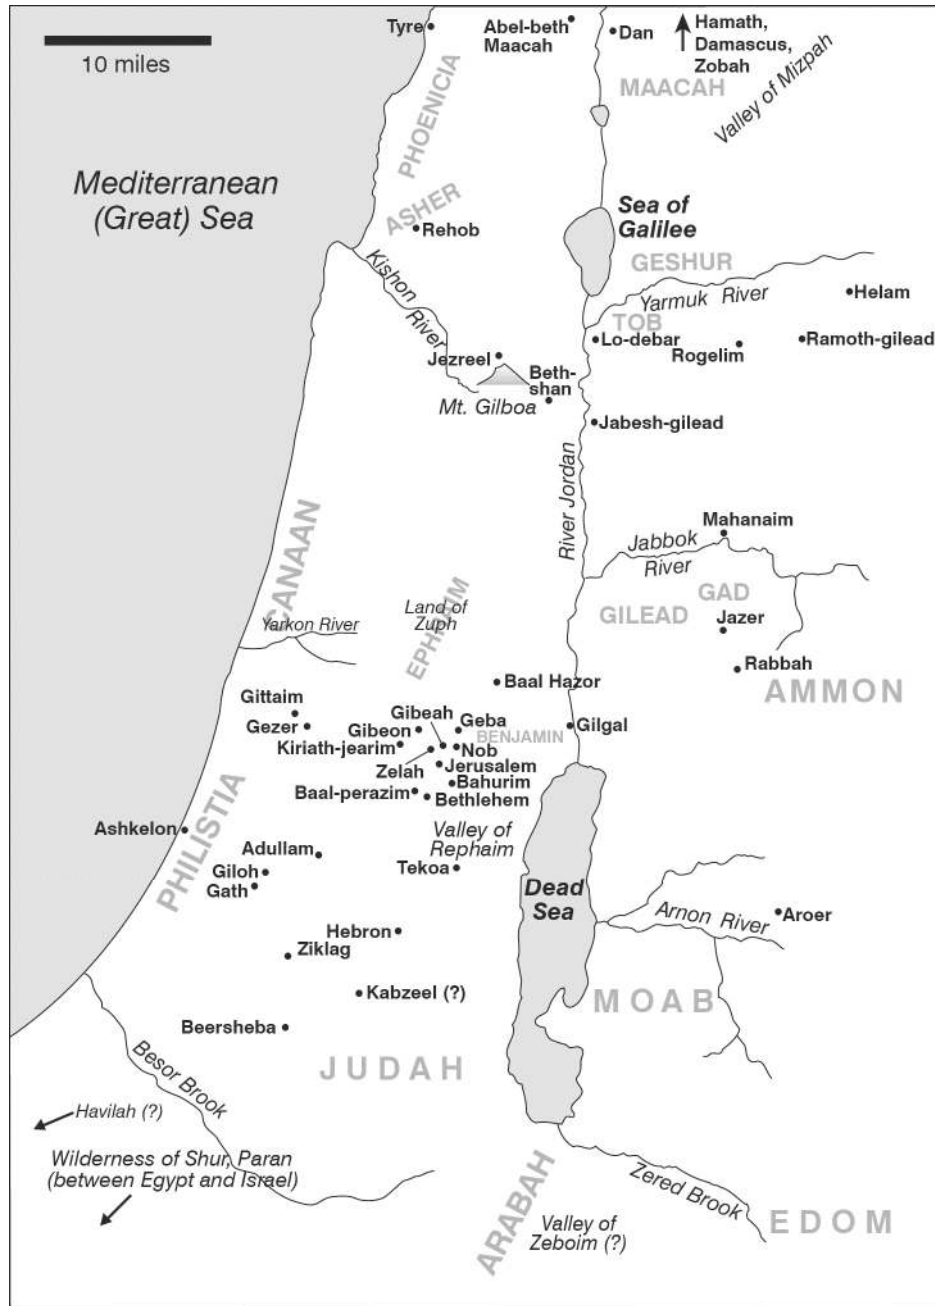 Tyre
Abel-beth
Maacah
Dan
Hamath,
Damascus,
Zobah
10 miles
PHOENICIA
MAACAH
Valley of Mizpah
Mediterranean
(Great) Sea
ASHER
Rehob
Sea of
Galilee
GESHUR
Kishon
River
Yarmuk River
Helam
TOB
Lo-debar
Rogelim
Ramoth-gilead
Jezreel
Beth-
shan
Mt. Gilboa
Jabesh-gilead
River Jordan
CANAAN
Mahanaim
Jabbok
River
GAD
GILEAD
Jazer
Land of
Zuph
EPHRAIM
Yarkon River
Rabbah
AMMON
Baal Hazor
Gittaim
Gibeah
Geba
Gilgal
Gezer
Gibeon
BENJAMIN
Kiriath-jearim
Nob
Zelah
Jerusalem
Bahurim
Baal-perazim
Bethlehem
PHILISTIA
Ashkelon
Valley of
Rephaim
Adullam
Giloh
Gath
Tekoa
Dead
Sea
Arnon River
Aroer
Hebron
Ziklag
Kabzeel (?)
MOAB
Beersheba
JUDAH
Besor Brook
Havilah (?)
Wilderness of Shur, Paran
(between Egypt and Israel)
ARABAH
Zered Brook
Valley of
Zeboim (?)
EDOM